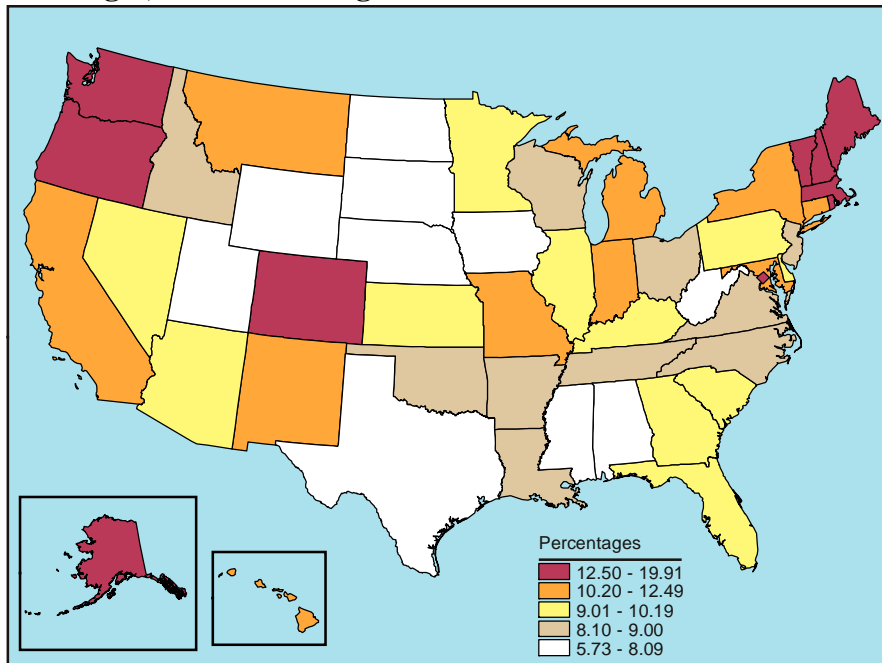 Percentages
12.50 - 19.91
10.20 - 12.49
9.01 - 10.19
8.10 - 9.00
5.73 - 8.09